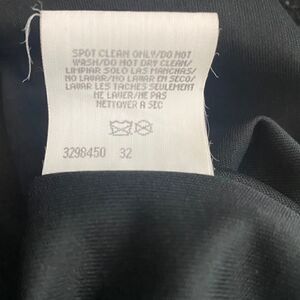 SPOT CLEAN ONLY/DO NOT
WASH/DO NOT DRY CLEAN/
LIMPIAR SOLO LAS MANCHAS/
NO LAVAR/NO LAVAR EN SECO/
LAVAR LES TACHES SEULEMENT
NE LAVER/NE PAS
NETTOYER A SEC
3298450 32